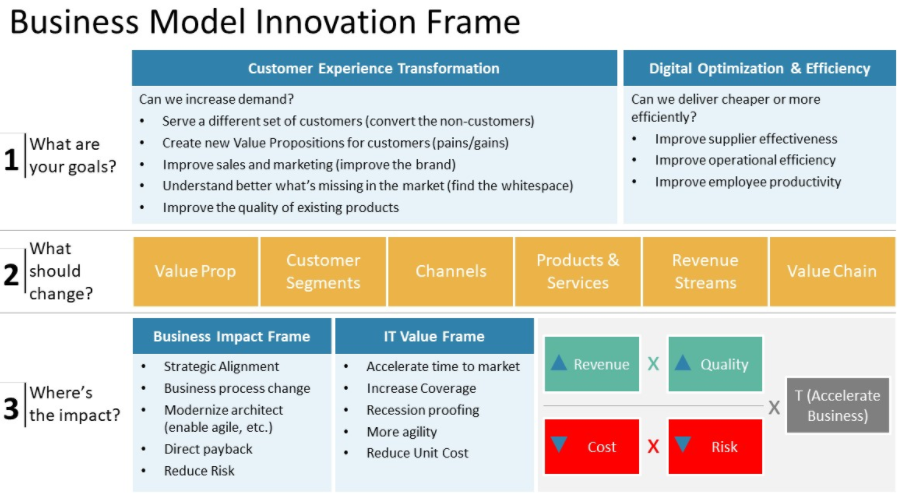 Business Model Innovation Frame
1
What are
your goals?
Customer Experience Transformation
Can we increase demand?
• Serve a different set of customers (convert the non-customers)
• Create new Value Propositions for customers (pains/gains)
• Improve sales and marketing (improve the brand)
• Understand better what's missing in the market (find the whitespace)
• Improve the quality of existing products
Digital Optimization & Efficiency
Can we deliver cheaper or more
efficiently?
• Improve supplier effectiveness
• Improve operational efficiency
• Improve employee productivity
2
What
should
change?
Value Prop
Customer
Segments
Channels
Products &
Services
Revenue
Streams
Value Chain
3
Where's
the impact?
Business Impact Frame
• Strategic Alignment
• Business process change
• Modernize architect
(enable agile, etc.)
• Direct payback
• Reduce Risk
IT Value Frame
• Accelerate time to market
• Increase Coverage
• Recession proofing
• More agility
• Reduce Unit Cost
Revenue X Quality
Cost X Risk
X
T (Accelerate
Business)